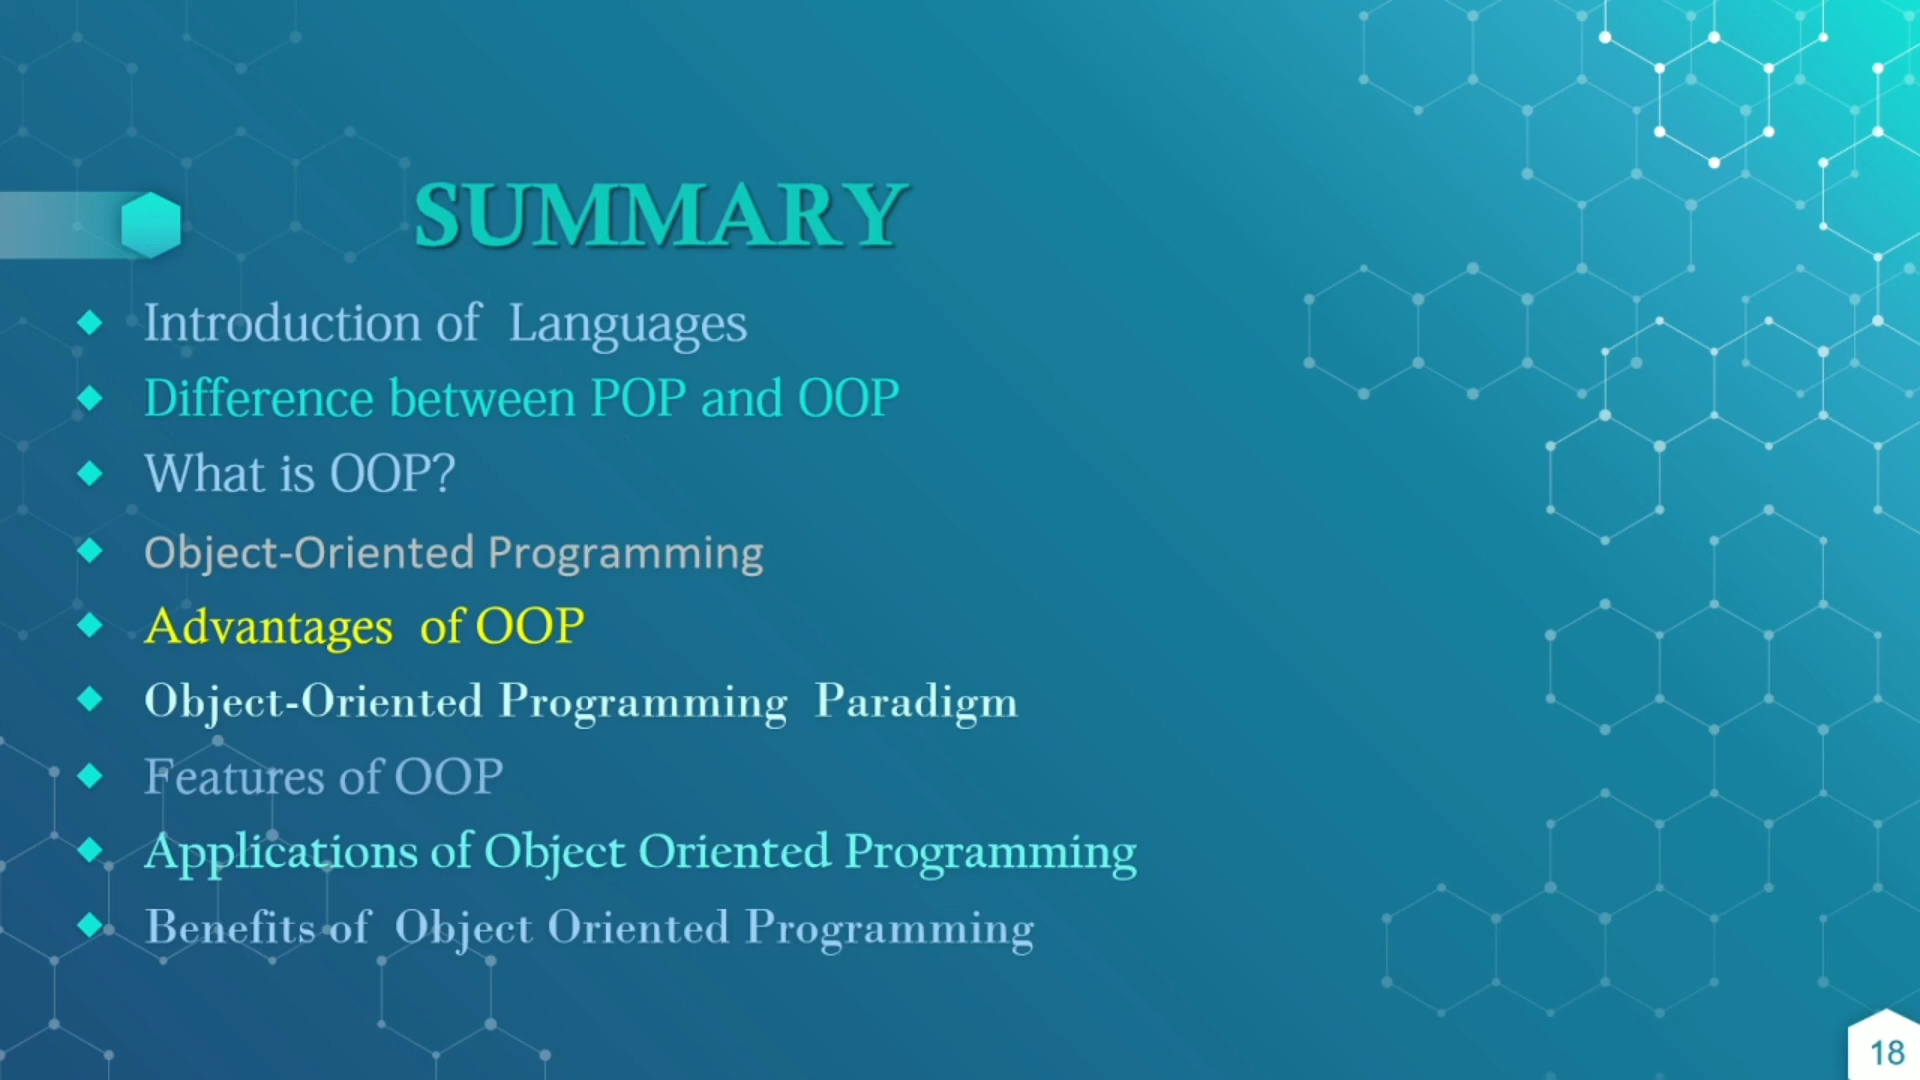 SUMMARY
Introduction of Languages
Difference between POP and OOP
What is OOP?
Object-Oriented Programming
Advantages of OOP
Object-Oriented Programming Paradigm
Features of OOP
Applications of Object Oriented Programming
Benefits of Object Oriented Programming
18